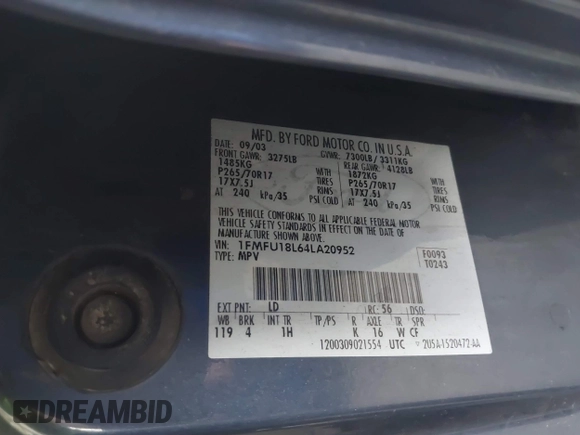 MFD. BY FORD MOTOR CO. IN U.S.A.
DATE: 09/03 GVWR: 7300LB/ 3311KG
FRONT GAWR: 3275LB REAR GAWR: 4128LB
1485KG WITH 1872KG WITH
P265/70R17 TIRES P265/70R17 TIRES
17X7.5J RIMS 17X7.5J RIMS
AT 240 kPa/35 PSI COLD AT 240 kPa/35 PSI COLD
THIS VEHICLE CONFORMS TO ALL APPLICABLE FEDERAL MOTOR
VEHICLE SAFETY AND THEFT PREVENTION STANDARDS IN EFFECT ON THE DATE OF
MANUFACTURE SHOWN ABOVE.
VIN: 1FMFU18L64LA20952
TYPE: MPV
F0093
T0243
EXT PNT: LD RC: 56 DSO:
WB BRK INT TR TP/PS R AXLE TR SPR
119 4 1H K 16 W CF
1200309021554 UTC 2U5A-1520472-AA
DREAMBID